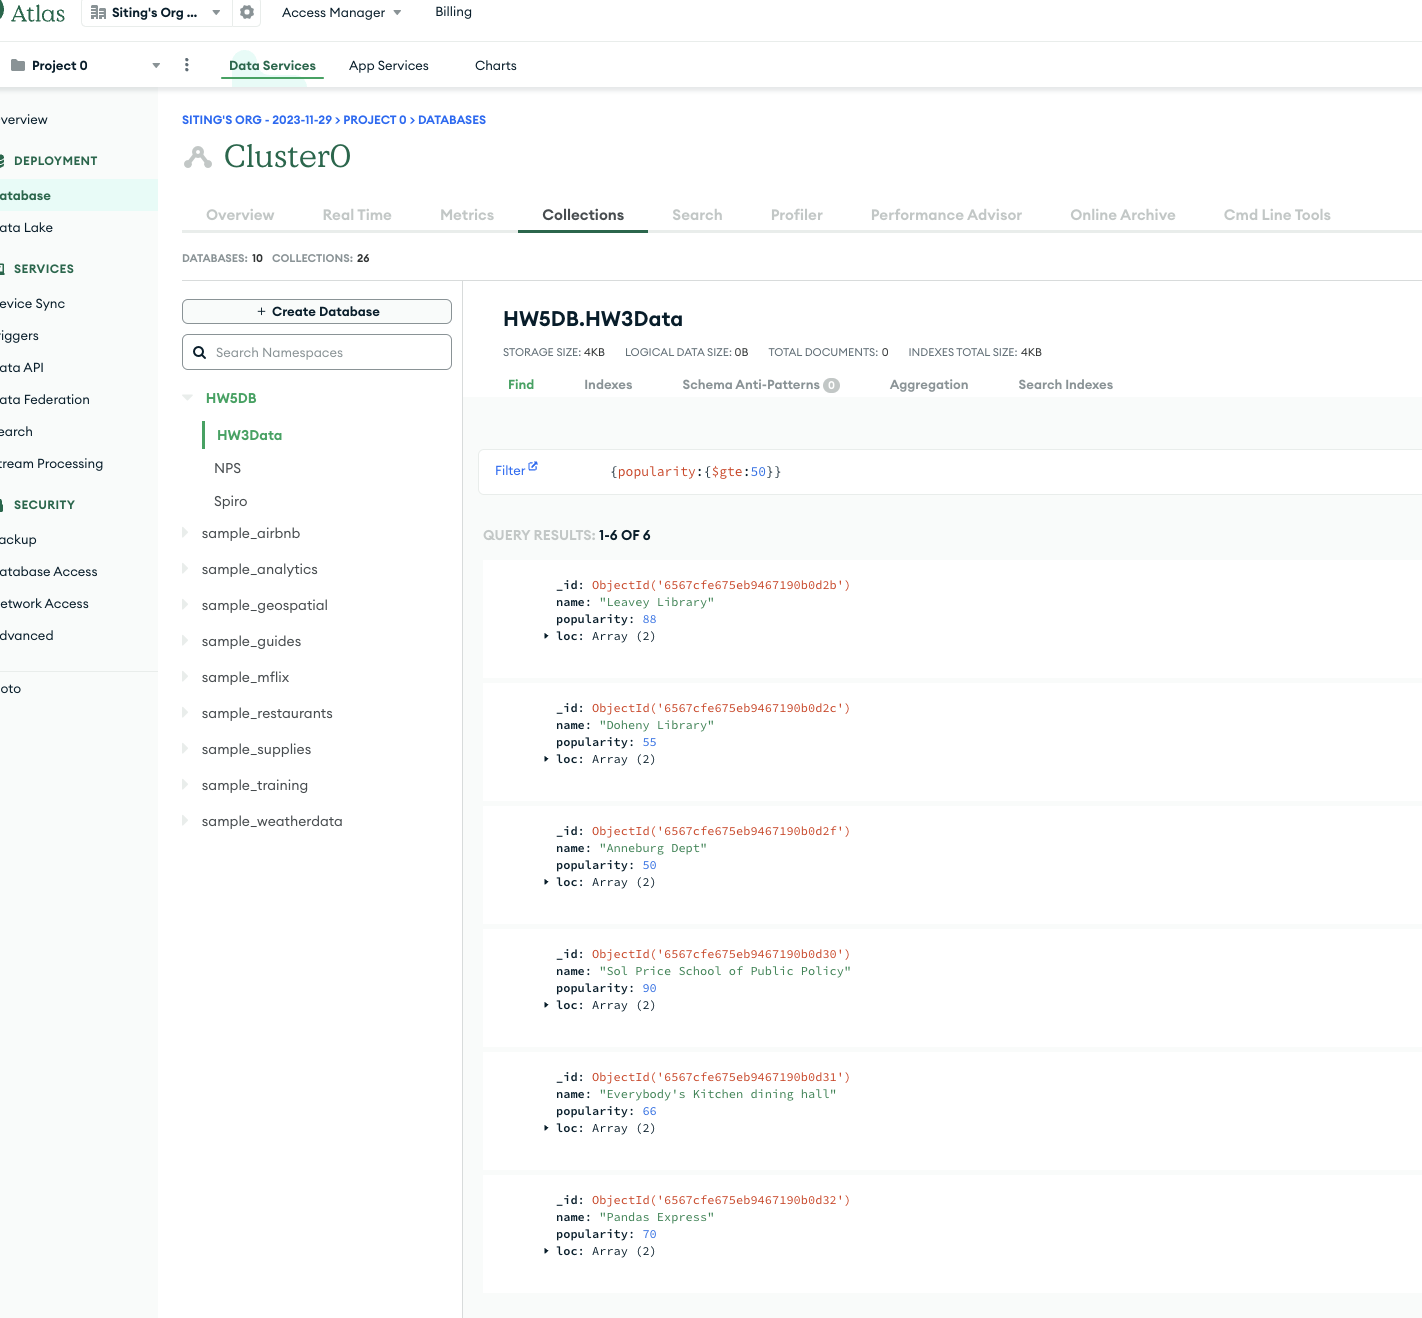 Atlas
Siting's Org ...
Access Manager
Billing
Project 0
Data Services
App Services
Charts
verview
DEPLOYMENT
atabase
ata Lake
SERVICES
evice Sync
iggers
ata API
ata Federation
earch
tream Processing
SECURITY
ackup
atabase Access
etwork Access
dvanced
oto
SITING'S ORG - 2023-11-29 > PROJECT 0 > DATABASES
Cluster0
Overview
Real Time
Metrics
Collections
Search
Profiler
Performance Advisor
Online Archive
Cmd Line Tools
DATABASES: 10 COLLECTIONS: 26
+ Create Database
Search Namespaces
HW5DB
HW3Data
NPS
Spiro
sample_airbnb
sample_analytics
sample_geospatial
sample_guides
sample_mflix
sample_restaurants
sample_supplies
sample_training
sample_weatherdata
HW5DB.HW3Data
STORAGE SIZE: 4KB LOGICAL DATA SIZE: 0B TOTAL DOCUMENTS: 0 INDEXES TOTAL SIZE: 4KB
Find
Indexes
Schema Anti-Patterns 0
Aggregation
Search Indexes
Filter
{popularity:{$gte:50}}
QUERY RESULTS: 1-6 OF 6
_id: ObjectId('6567cfe675eb9467190b0d2b')
name: "Leavey Library"
popularity: 88
loc: Array (2)
_id: ObjectId('6567cfe675eb9467190b0d2c')
name: "Doheny Library"
popularity: 55
loc: Array (2)
_id: ObjectId('6567cfe675eb9467190b0d2f')
name: "Anneburg Dept"
popularity: 50
loc: Array (2)
_id: ObjectId('6567cfe675eb9467190b0d30')
name: "Sol Price School of Public Policy"
popularity: 90
loc: Array (2)
_id: ObjectId('6567cfe675eb9467190b0d31')
name: "Everybody's Kitchen dining hall"
popularity: 66
loc: Array (2)
_id: ObjectId('6567cfe675eb9467190b0d32')
name: "Pandas Express"
popularity: 70
loc: Array (2)